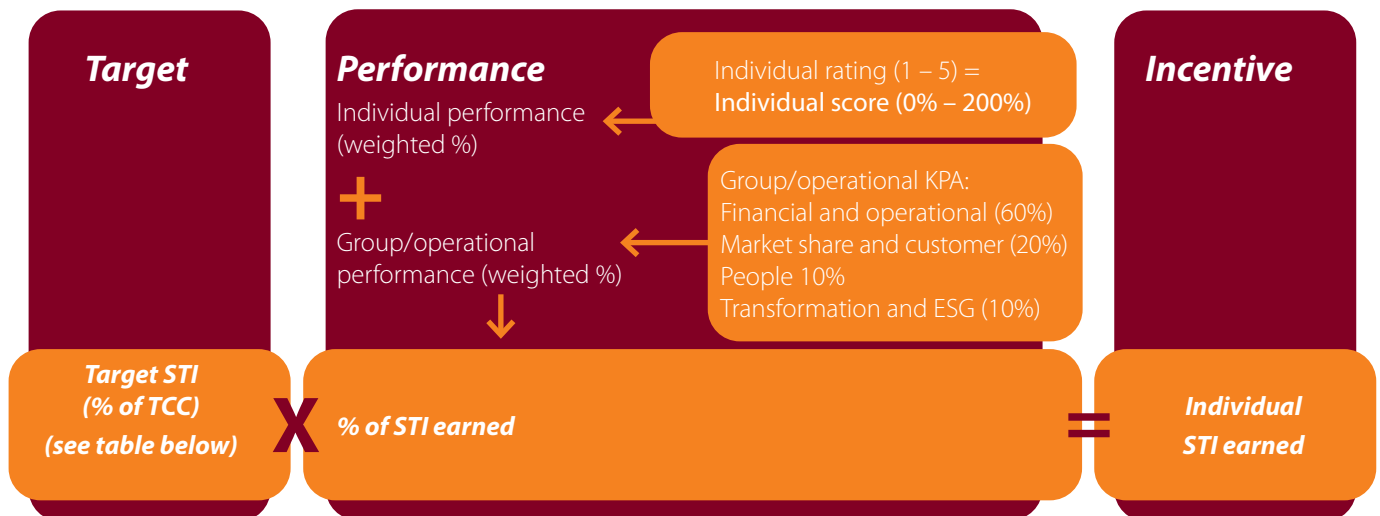 Target
Target STI
(% of TCC)
(see table below)
X
Performance
Individual performance
(weighted %)
+
Group/operational
performance (weighted %)
Individual rating (1 – 5) =
Individual score (0% – 200%)
Group/operational KPA:
Financial and operational (60%)
Market share and customer (20%)
People 10%
Transformation and ESG (10%)
% of STI earned
=
Incentive
Individual
STI earned